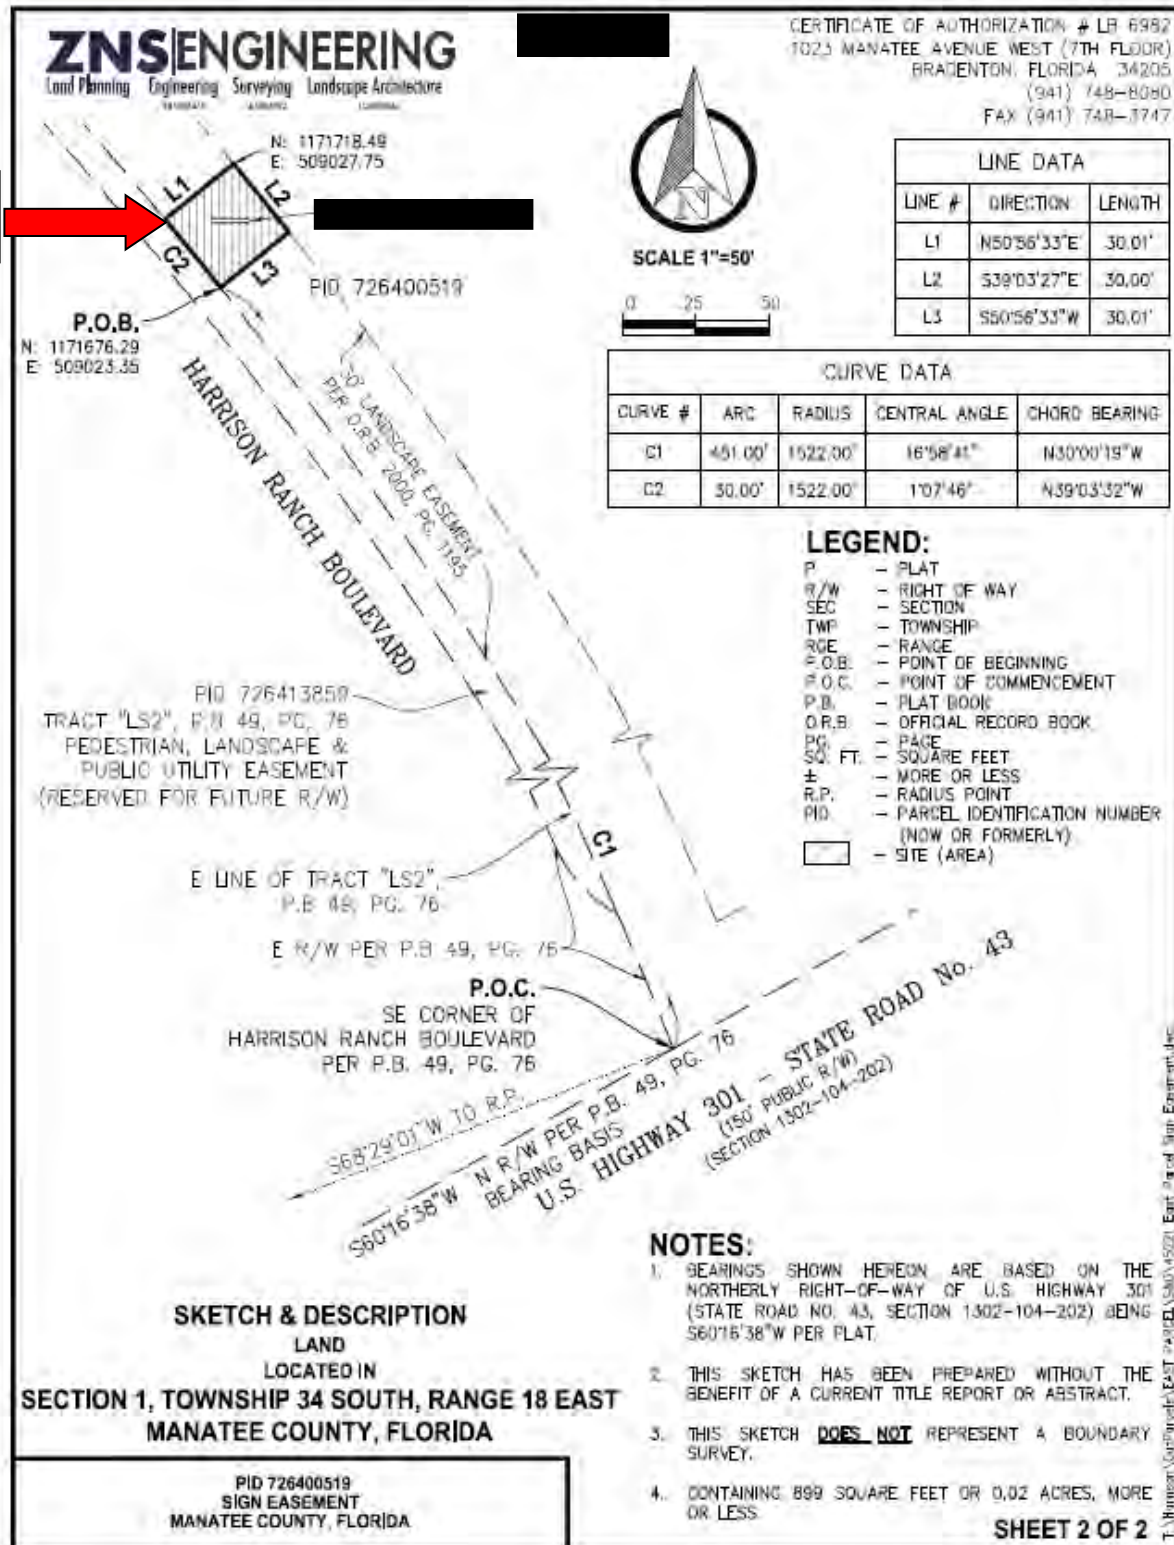 ZNS|ENGINEERING
Land Planning Engineering Surveying Landscape Architecture
CERTIFICATE OF AUTHORIZATION # LB 6982
1023 MANATEE AVENUE WEST (7TH FLOOR)
BRADENTON, FLORIDA 34205
(941) 748-8080
FAX (941) 748-3747
N: 1171718.49
E: 509027.75
L1
L2
L3
C2
PID 726400519
P.O.B.
N: 1171676.29
E: 509023.35
N
SCALE 1"=50'
0 25 50
LINE DATA
LINE # DIRECTION LENGTH
L1 N50°56'33"E 30.01'
L2 S39°03'27"E 30.00'
L3 S50°56'33"W 30.01'
CURVE DATA
CURVE # ARC RADIUS CENTRAL ANGLE CHORD BEARING
C1 451.00' 1522.00' 16°58'41" N30°00'19"W
C2 30.00' 1522.00' 1°07'46" N39°03'32"W
HARRISON RANCH BOULEVARD
30' LANDSCAPE EASEMENT
PER O.R.B. 2000, PG. 1145
LEGEND:
P - PLAT
R/W - RIGHT OF WAY
SEC - SECTION
TWP - TOWNSHIP
RGE - RANGE
P.O.B. - POINT OF BEGINNING
P.O.C. - POINT OF COMMENCEMENT
P.B. - PLAT BOOK
O.R.B. - OFFICIAL RECORD BOOK
PG. - PAGE
SQ. FT. - SQUARE FEET
± - MORE OR LESS
R.P. - RADIUS POINT
PID - PARCEL IDENTIFICATION NUMBER
(NOW OR FORMERLY)
- SITE (AREA)
PID 726413859
TRACT "LS2", P.B 49, PG. 76
PEDESTRIAN, LANDSCAPE &
PUBLIC UTILITY EASEMENT
(RESERVED FOR FUTURE R/W)
C1
E LINE OF TRACT "LS2",
P.B 49, PG. 76
E R/W PER P.B 49, PG. 76
P.O.C.
SE CORNER OF
HARRISON RANCH BOULEVARD
PER P.B. 49, PG. 76
S68°29'01"W TO R.P.
S60°16'38"W N R/W PER P.B. 49, PG. 76
BEARING BASIS
U.S. HIGHWAY 301 - STATE ROAD No. 43
(150' PUBLIC R/W)
(SECTION 1302-104-202)
NOTES:
1. BEARINGS SHOWN HEREON ARE BASED ON THE
NORTHERLY RIGHT-OF-WAY OF U.S. HIGHWAY 301
(STATE ROAD NO. 43, SECTION 1302-104-202) BEING
S60°16'38"W PER PLAT.
2. THIS SKETCH HAS BEEN PREPARED WITHOUT THE
BENEFIT OF A CURRENT TITLE REPORT OR ABSTRACT.
3. THIS SKETCH DOES NOT REPRESENT A BOUNDARY
SURVEY.
4. CONTAINING 899 SQUARE FEET OR 0.02 ACRES, MORE
OR LESS
SKETCH & DESCRIPTION
LAND
LOCATED IN
SECTION 1, TOWNSHIP 34 SOUTH, RANGE 18 EAST
MANATEE COUNTY, FLORIDA
PID 726400519
SIGN EASEMENT
MANATEE COUNTY, FLORIDA
SHEET 2 OF 2